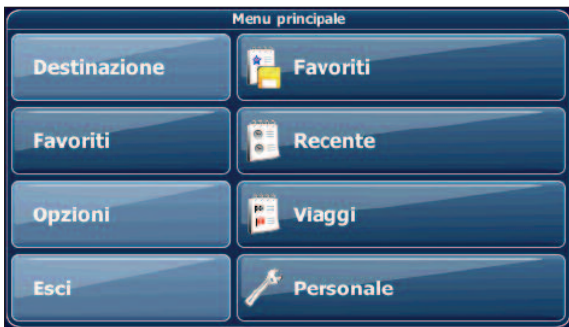 Menu principale
Destinazione
Favoriti
Favoriti
Recente
Opzioni
Viaggi
Esci
Personale